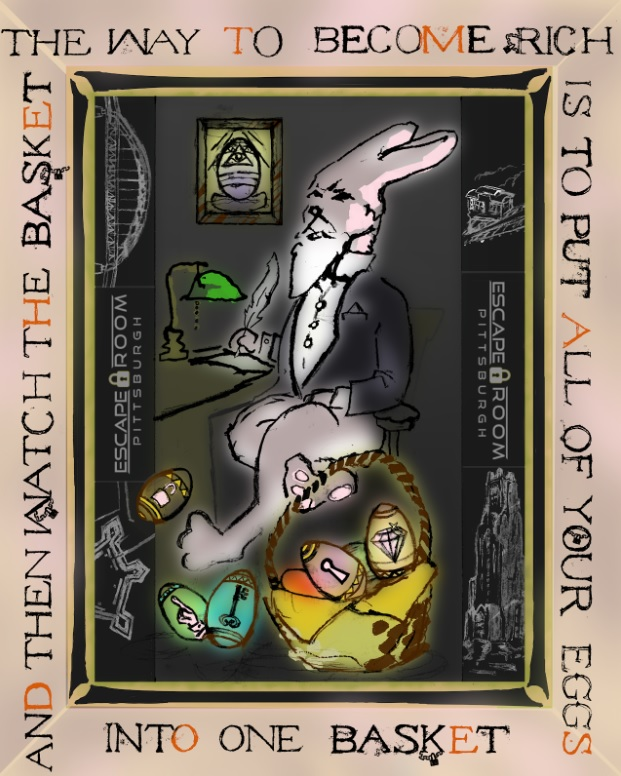 THE WAY TO BECOME RICH
IS TO PUT ALL OF YOUR EGGS
INTO ONE BASKET
AND THEN WATCH THE BASKET
ESCAPE ROOM
PITTSBURGH
ESCAPE ROOM
PITTSBURGH